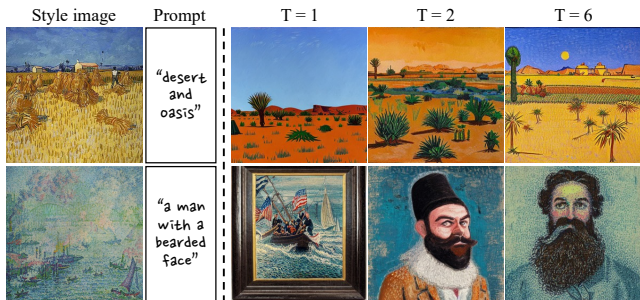 Style image Prompt T = 1 T = 2 T = 6
"desert
and
oasis"
"a man
with a
bearded
face"